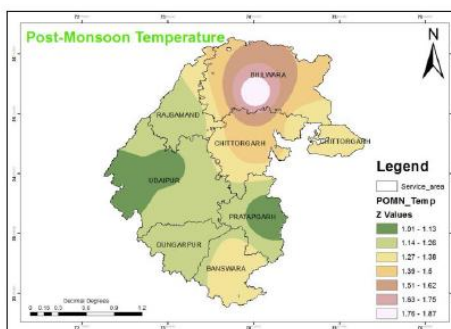 Post-Monsoon Temperature
N
BHILWARA
RAJSAMAND
CHITTORGARH
CHITTORGARH
UDAIPUR
PRATAPGARH
DUNGARPUR
BANSWARA
Legend
Service_area
POMN_Temp
Z Values
1.01 - 1.13
1.14 - 1.26
1.27 - 1.38
1.39 - 1.5
1.51 - 1.62
1.63 - 1.75
1.76 - 1.87
Decimal Degrees